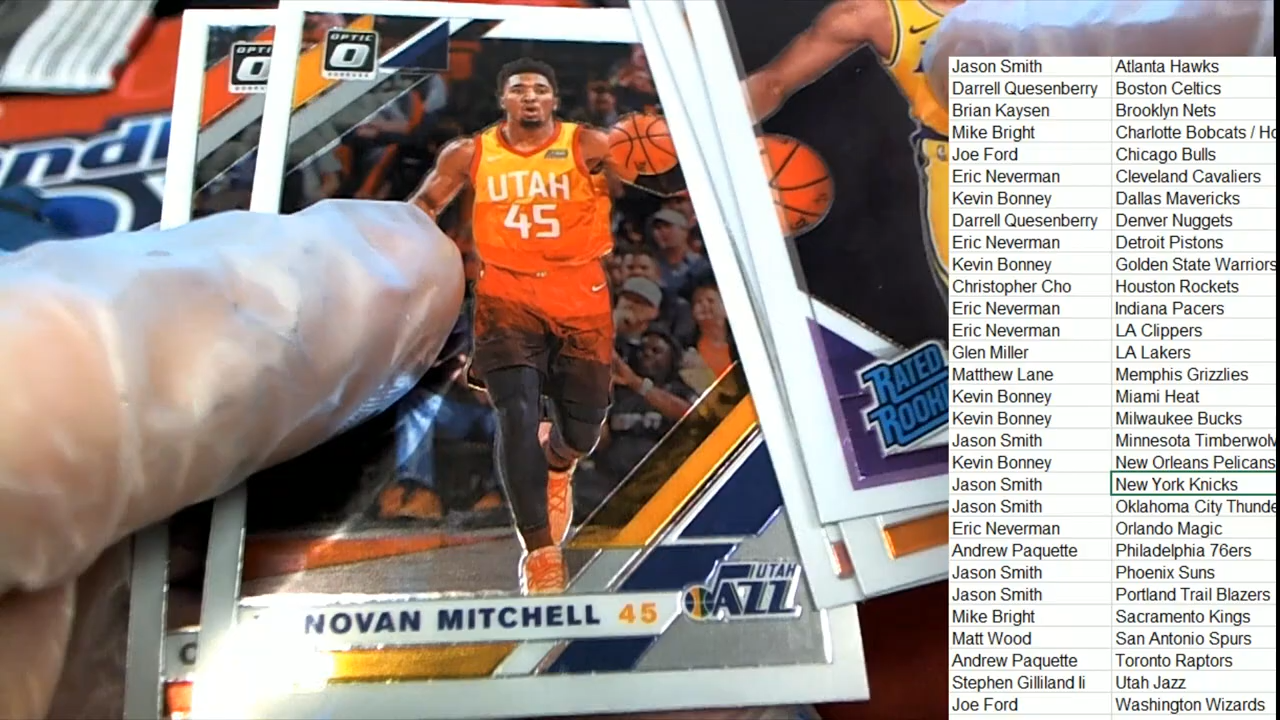 OPTIC
OPTIC
DONRUSS
UTAH
45
NOVAN MITCHELL 45
UTAH
JAZZ
RATED
Jason Smith Atlanta Hawks
Darrell Quesenberry Boston Celtics
Brian Kaysen Brooklyn Nets
Mike Bright Charlotte Bobcats / Ho
Joe Ford Chicago Bulls
Eric Neverman Cleveland Cavaliers
Kevin Bonney Dallas Mavericks
Darrell Quesenberry Denver Nuggets
Eric Neverman Detroit Pistons
Kevin Bonney Golden State Warriors
Christopher Cho Houston Rockets
Eric Neverman Indiana Pacers
Eric Neverman LA Clippers
Glen Miller LA Lakers
Matthew Lane Memphis Grizzlies
Kevin Bonney Miami Heat
Kevin Bonney Milwaukee Bucks
Jason Smith Minnesota Timberwolv
Kevin Bonney New Orleans Pelicans
Jason Smith New York Knicks
Jason Smith Oklahoma City Thunde
Eric Neverman Orlando Magic
Andrew Paquette Philadelphia 76ers
Jason Smith Phoenix Suns
Jason Smith Portland Trail Blazers
Mike Bright Sacramento Kings
Matt Wood San Antonio Spurs
Andrew Paquette Toronto Raptors
Stephen Gilliland Ii Utah Jazz
Joe Ford Washington Wizards